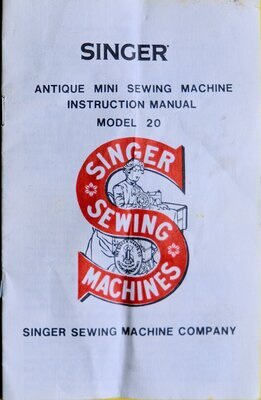 SINGER
ANTIQUE MINI SEWING MACHINE
INSTRUCTION MANUAL
MODEL 20
SINGER
SEWING
MACHINES
SINGER SEWING MACHINE COMPANY